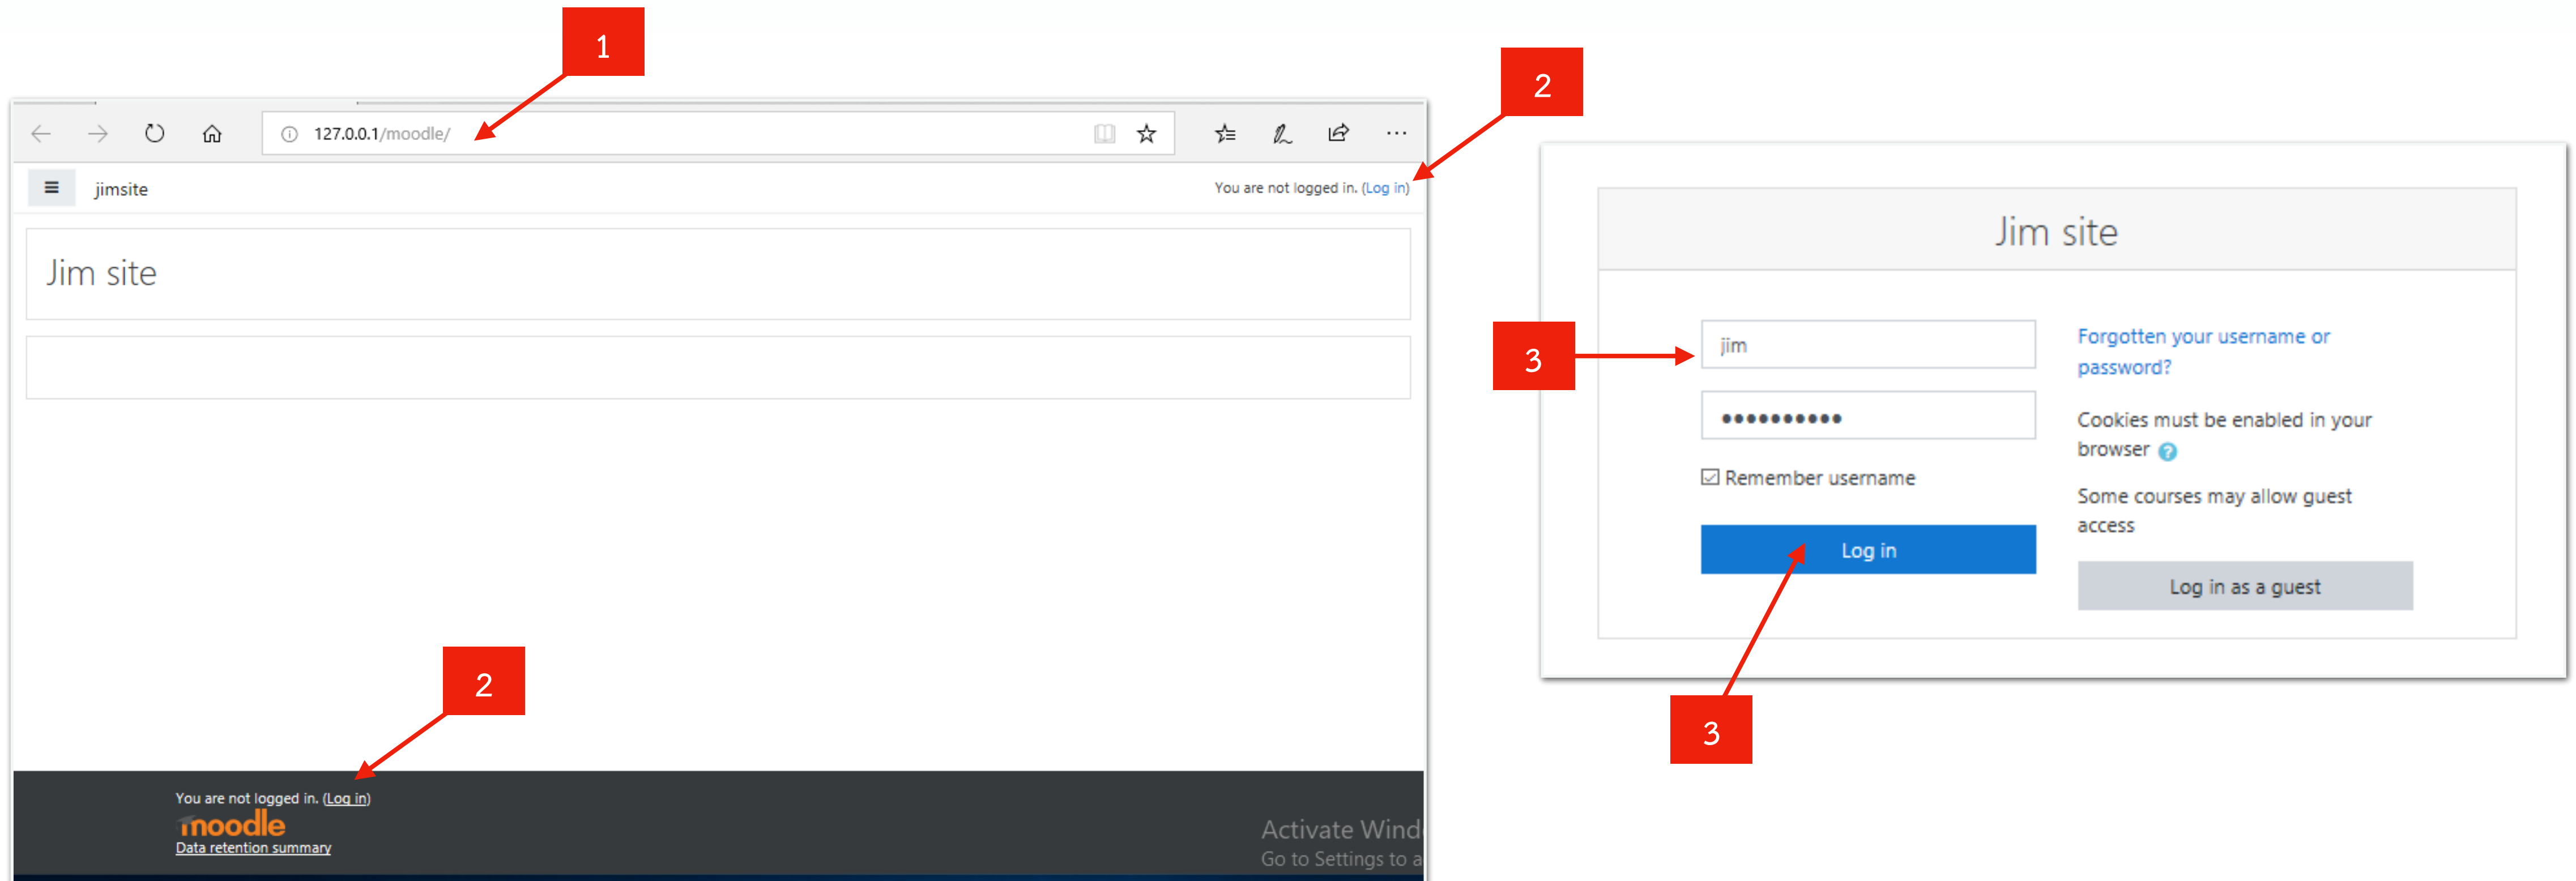 1
2
127.0.0.1/moodle/
jimsite
You are not logged in. (Log in)
Jim site
2
You are not logged in. (Log in)
moodle
Data retention summary
Activate Wind
Go to Settings to a
Jim site
3
jim
Remember username
Log in
3
Forgotten your username or
password?
Cookies must be enabled in your
browser ?
Some courses may allow guest
access
Log in as a guest